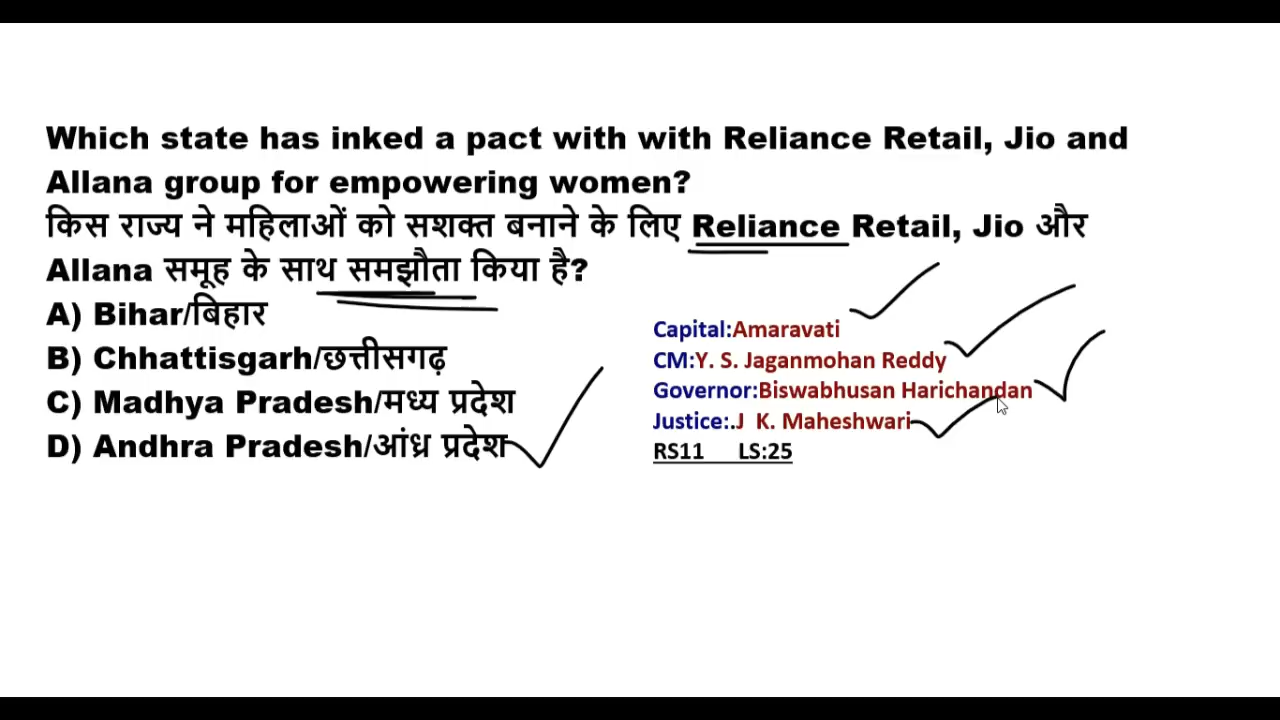 Which state has inked a pact with with Reliance Retail, Jio and
Allana group for empowering women?
किस राज्य ने महिलाओं को सशक्त बनाने के लिए Reliance Retail, Jio और
Allana समूह के साथ समझौता किया है?
A) Bihar/बिहार
B) Chhattisgarh/छत्तीसगढ़
C) Madhya Pradesh/मध्य प्रदेश
D) Andhra Pradesh/आंध्र प्रदेश
Capital:Amaravati
CM:Y. S. Jaganmohan Reddy
Governor:Biswabhusan Harichandan
Justice:.J K. Maheshwari
RS11 LS:25